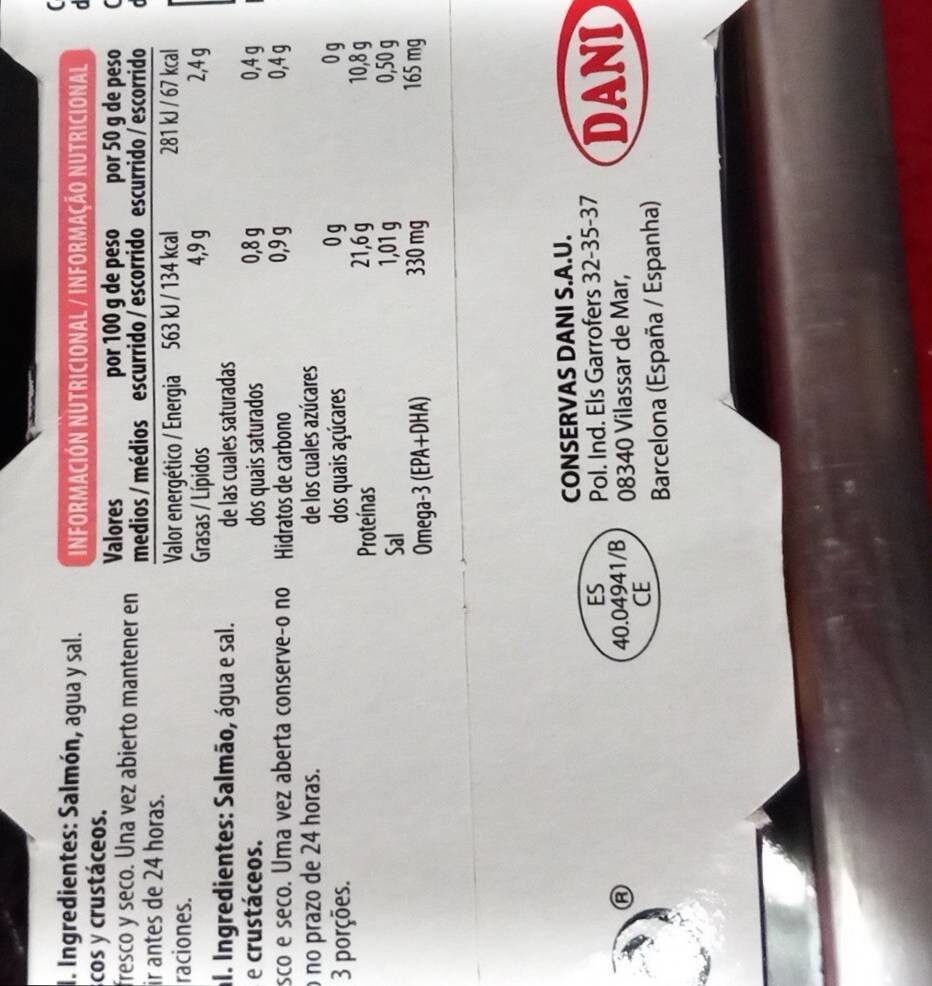 l. Ingredientes: Salmón, agua y sal.
cos y crustáceos.
fresco y seco. Una vez abierto mantener en
ir antes de 24 horas.
raciones.
al. Ingredientes: Salmão, água e sal.
e crustáceos.
sco e seco. Uma vez aberta conserve-o no
o no prazo de 24 horas.
3 porções.
INFORMACIÓN NUTRICIONAL / INFORMAÇÃO NUTRICIONAL
Valores por 100 g de peso por 50 g de peso
medios / médios escurrido / escorrido escurrido / escorrido
Valor energético / Energia 563 kJ / 134 kcal 281 kJ / 67 kcal
Grasas / Lípidos 4,9 g 2,4 g
de las cuales saturadas
dos quais saturados 0,8 g 0,4 g
Hidratos de carbono 0,9 g 0,4 g
de los cuales azúcares
dos quais açúcares 0 g 0 g
Proteínas 21,6 g 10,8 g
Sal 1,01 g 0,50 g
Omega-3 (EPA+DHA) 330 mg 165 mg
ES
40.04941/B
CE
CONSERVAS DANI S.A.U.
Pol. Ind. Els Garrofers 32-35-37
08340 Vilassar de Mar,
Barcelona (España / Espanha)
DANI
®